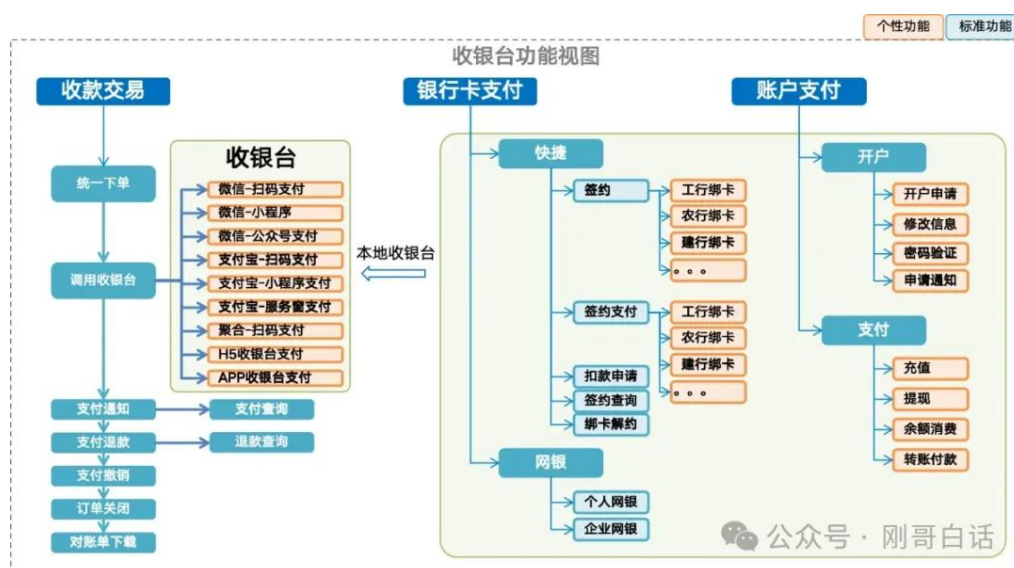 个性功能
标准功能
收银台功能视图
收款交易
统一下单
调用收银台
支付通知
支付查询
支付退款
退款查询
支付撤销
订单关闭
对账单下载
收银台
微信-扫码支付
微信-小程序
微信-公众号支付
支付宝-扫码支付
支付宝-小程序支付
支付宝-服务窗支付
聚合-扫码支付
H5收银台支付
APP收银台支付
本地收银台
银行卡支付
快捷
签约
工行绑卡
农行绑卡
建行绑卡
。。。
签约支付
工行绑卡
农行绑卡
建行绑卡
。。。
扣款申请
签约查询
绑卡解约
网银
个人网银
企业网银
账户支付
开户
开户申请
修改信息
密码验证
申请通知
支付
充值
提现
余额消费
转账付款
公众号·刚哥白话